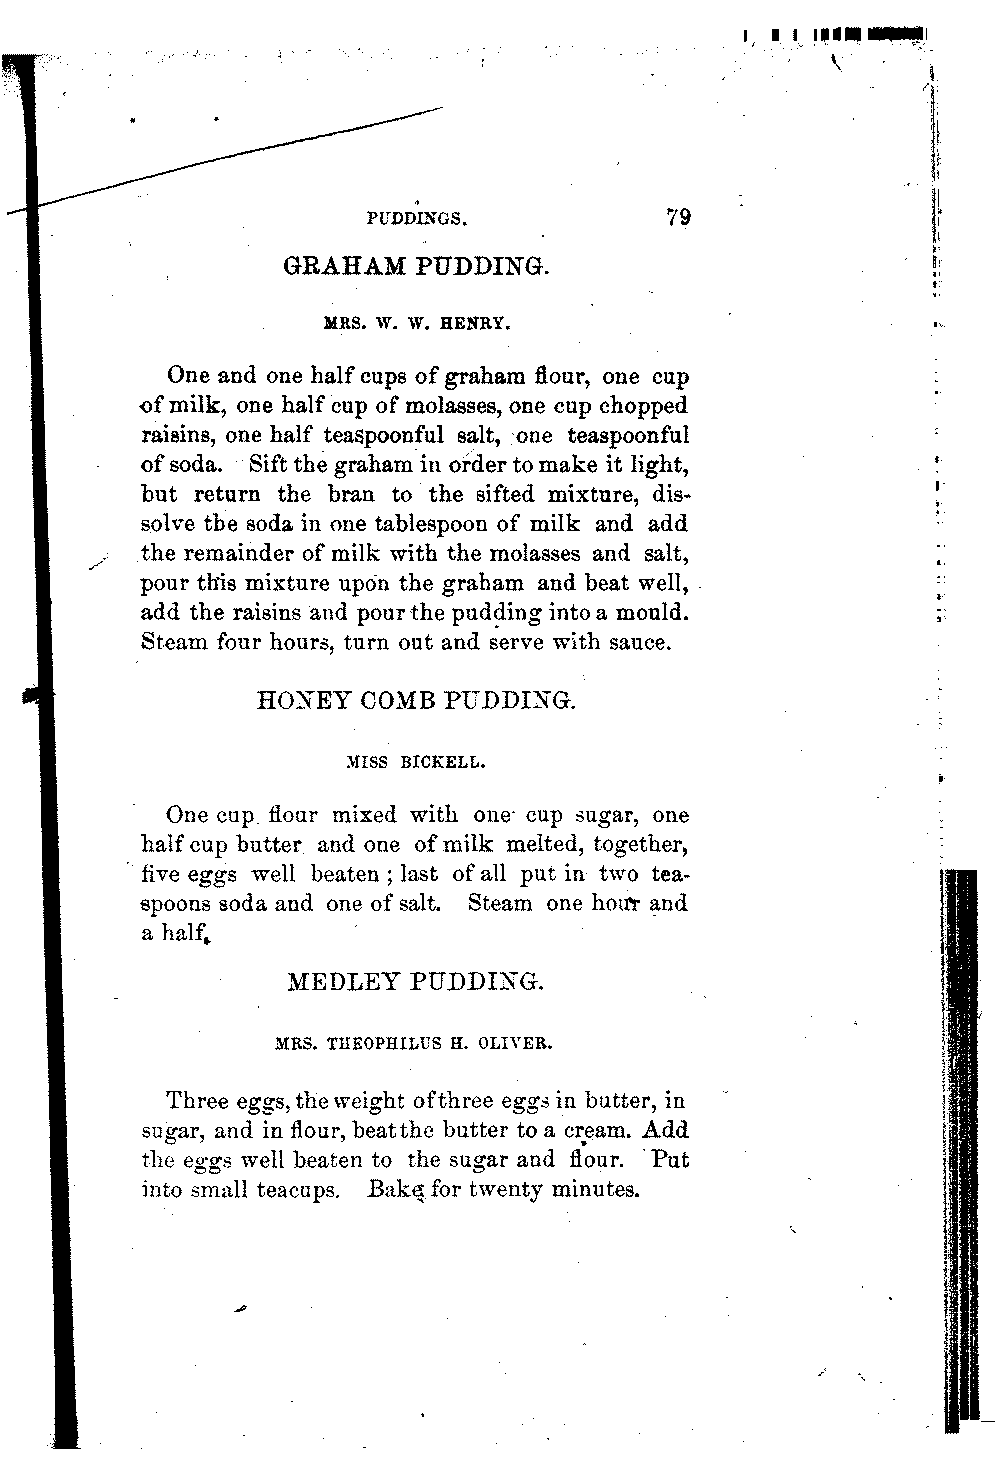 PUDDINGS. 79
GRAHAM PUDDING.
MRS. W. W. HENRY.
One and one half cups of graham flour, one cup
of milk, one half cup of molasses, one cup chopped
raisins, one half teaspoonful salt, one teaspoonful
of soda. Sift the graham in order to make it light,
but return the bran to the sifted mixture, dis-
solve the soda in one tablespoon of milk and add
the remainder of milk with the molasses and salt,
pour this mixture upon the graham and beat well,
add the raisins and pour the pudding into a mould.
Steam four hours, turn out and serve with sauce.
HONEY COMB PUDDING.
MISS BICKELL.
One cup flour mixed with one cup sugar, one
half cup butter and one of milk melted, together,
five eggs well beaten ; last of all put in two tea-
spoons soda and one of salt. Steam one hour and
a half.
MEDLEY PUDDING.
MRS. THEOPHILUS H. OLIVER.
Three eggs, the weight of three eggs in butter, in
sugar, and in flour, beat the butter to a cream. Add
the eggs well beaten to the sugar and flour. Put
into small teacups. Bake for twenty minutes.